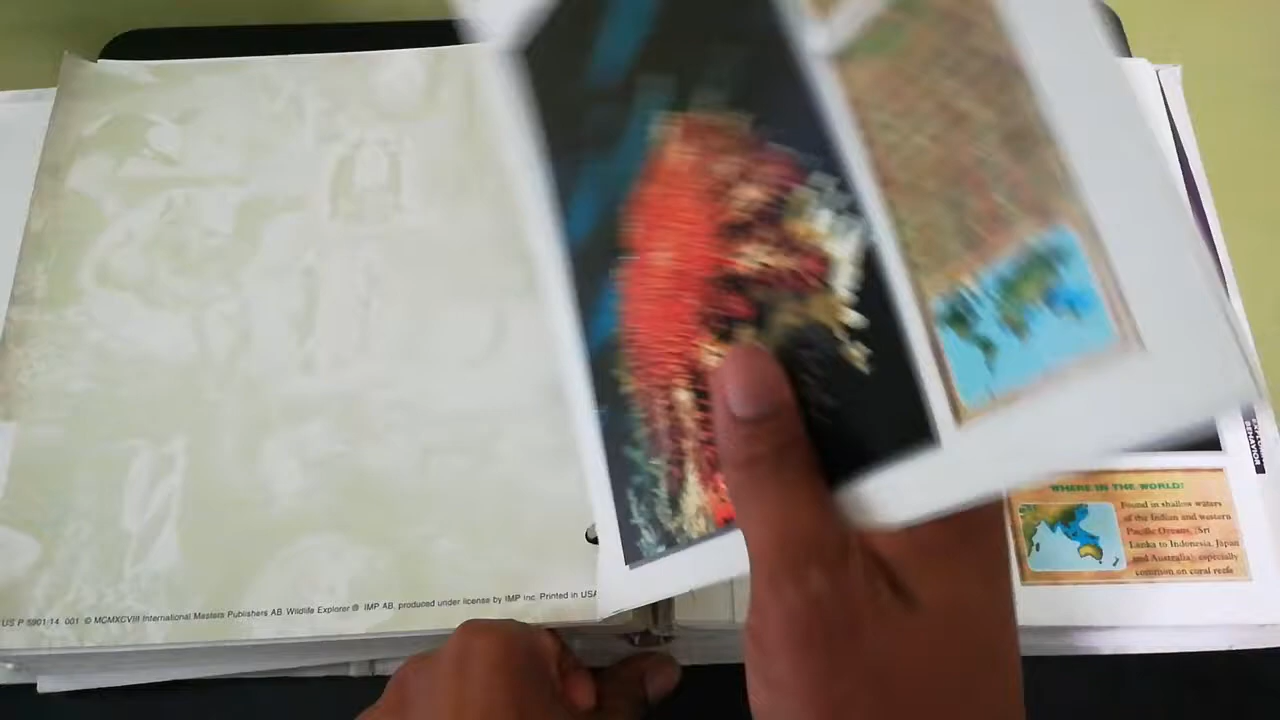 US P 6901 14 001 © MCMXCVIII International Masters Publishers AB. Wildlife Explorer ® IMP AB, produced under license by IMP Inc. Printed in USA
BEHAVIOR
WHERE IN THE WORLD?
Found in shallow waters
of the Indian and western
Pacific Oceans, (Sri
Lanka to Indonesia, Japan
and Australia); especially
common on coral reefs